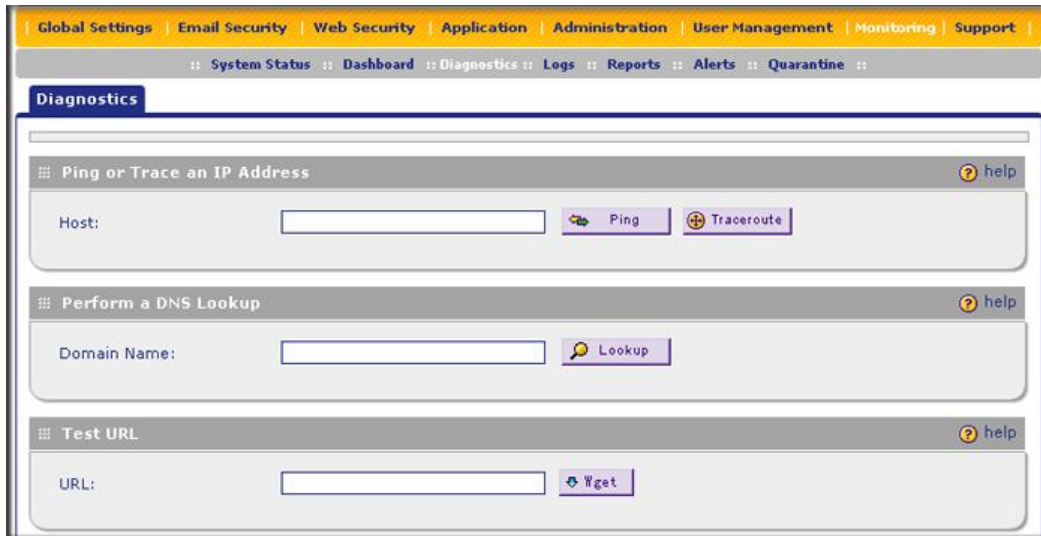 | Global Settings | Email Security | Web Security | Application | Administration | User Management | Monitoring | Support |
:: System Status :: Dashboard :: Diagnostics :: Logs :: Reports :: Alerts :: Quarantine ::
Diagnostics
Ping or Trace an IP Address ? help
Host: Ping Traceroute
Perform a DNS Lookup ? help
Domain Name: Lookup
Test URL ? help
URL: Wget